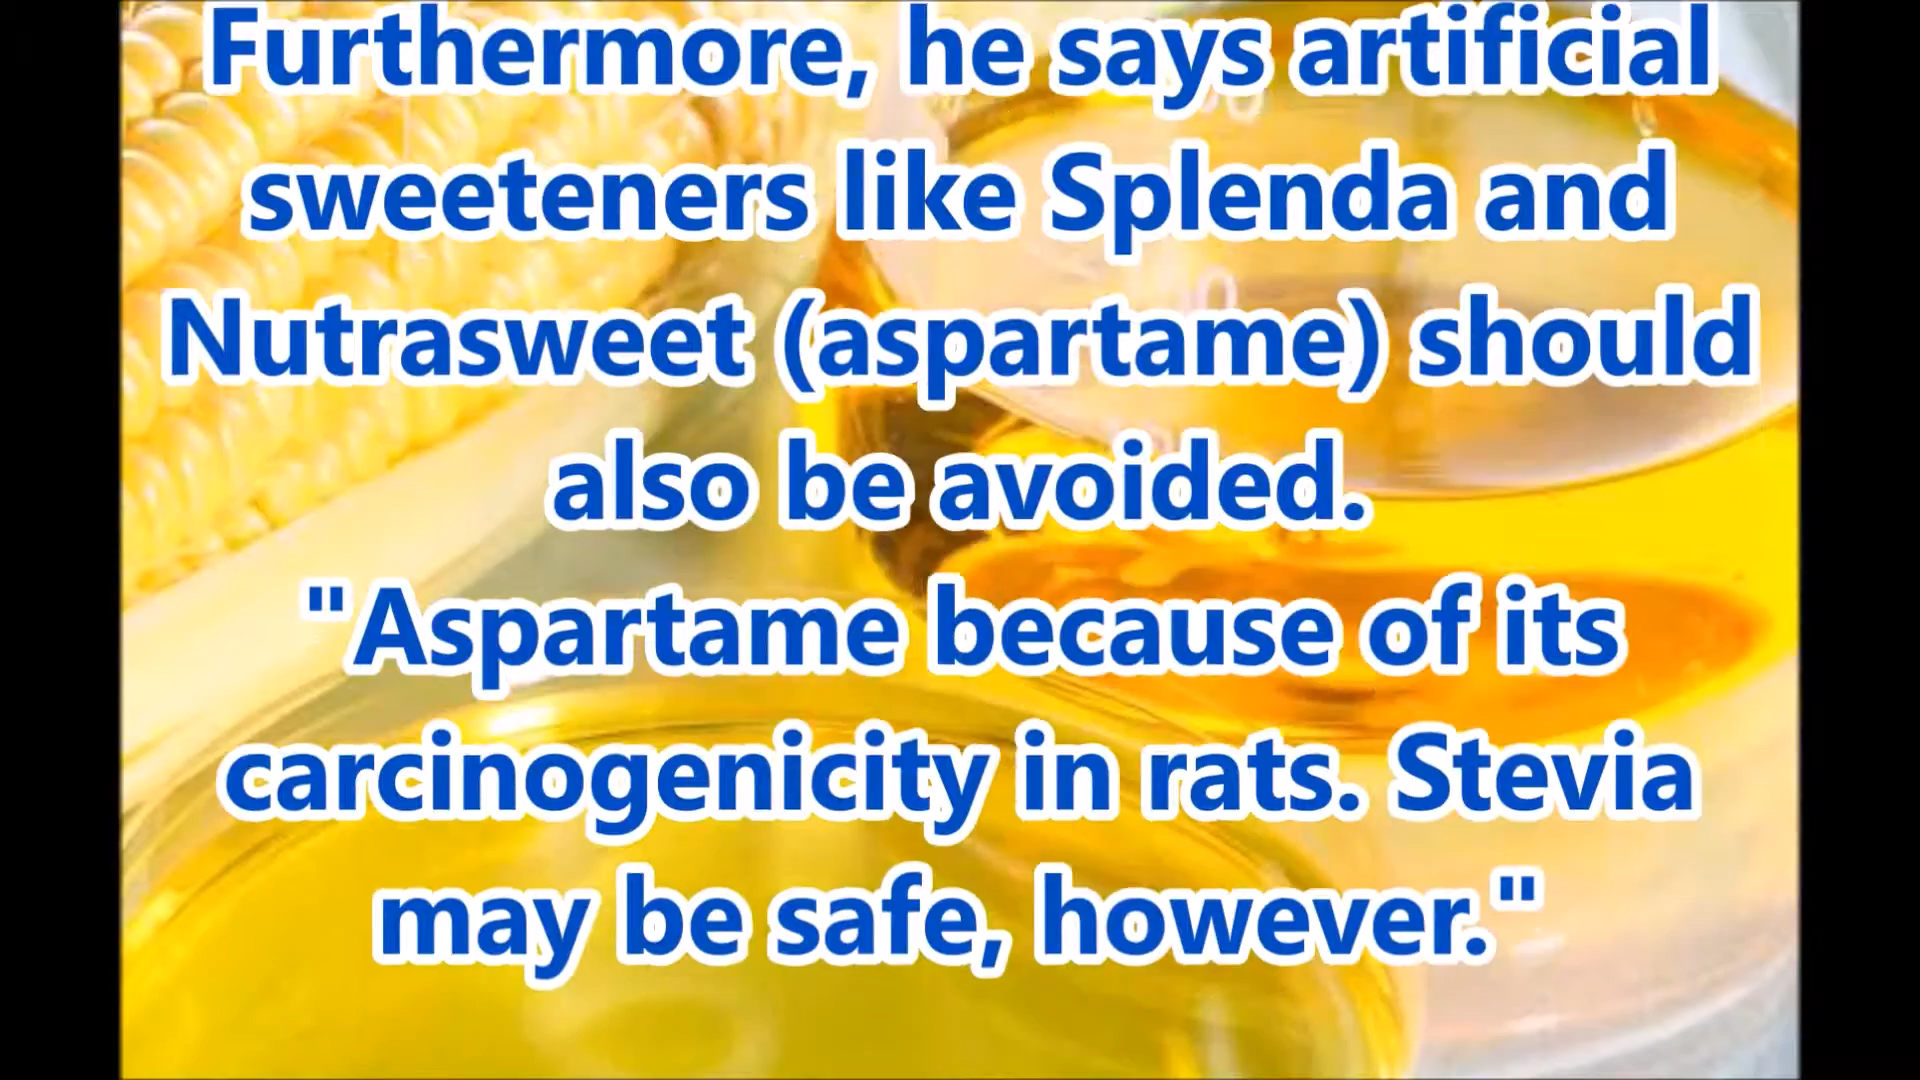 Furthermore, he says artificial
sweeteners like Splenda and
Nutrasweet (aspartame) should
also be avoided.
"Aspartame because of its
carcinogenicity in rats. Stevia
may be safe, however."